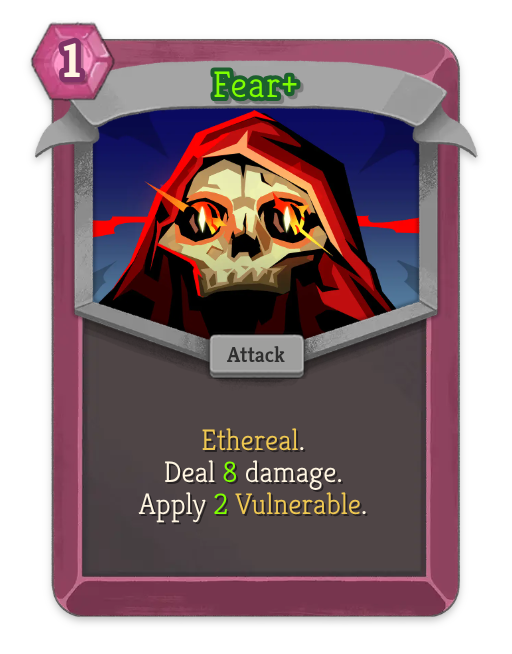 1
Fear+
Attack
Ethereal.
Deal 8 damage.
Apply 2 Vulnerable.